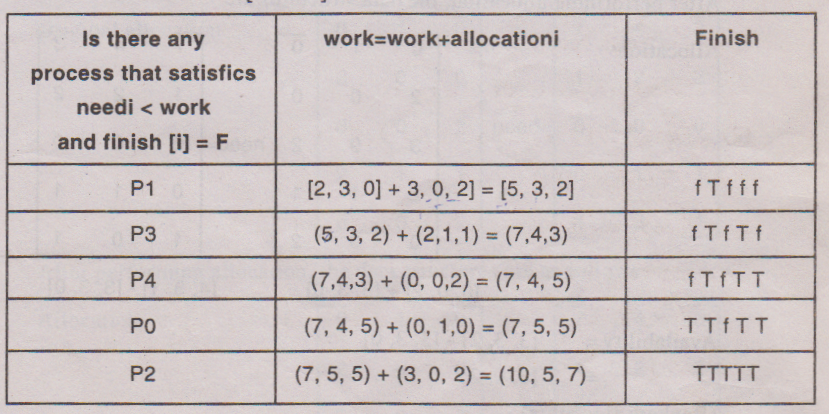 Is there any process that satisfics needi < work and finish [i] = F	work=work+allocationi	Finish
P1	[2, 3, 0] + 3, 0, 2] = [5, 3, 2]	f T f f f
P3	(5, 3, 2) + (2,1,1) = (7,4,3)	f T f T f
P4	(7,4,3) + (0, 0,2) = (7, 4, 5)	f T f T T
P0	(7, 4, 5) + (0, 1,0) = (7, 5, 5)	T T f T T
P2	(7, 5, 5) + (3, 0, 2) = (10, 5, 7)	TTTTT